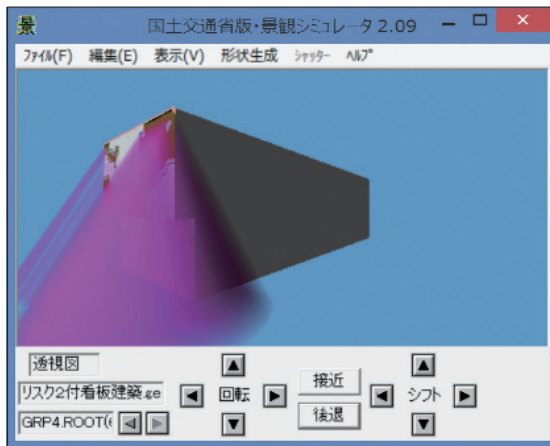 景 国土交通省版・景観シミュレータ 2.09
ファイル(F) 編集(E) 表示(V) 形状生成 シャッター ヘルプ
透視図
リスク2付看板建築.ge
回転
接近
後退
シフト
GRP4.ROOT(